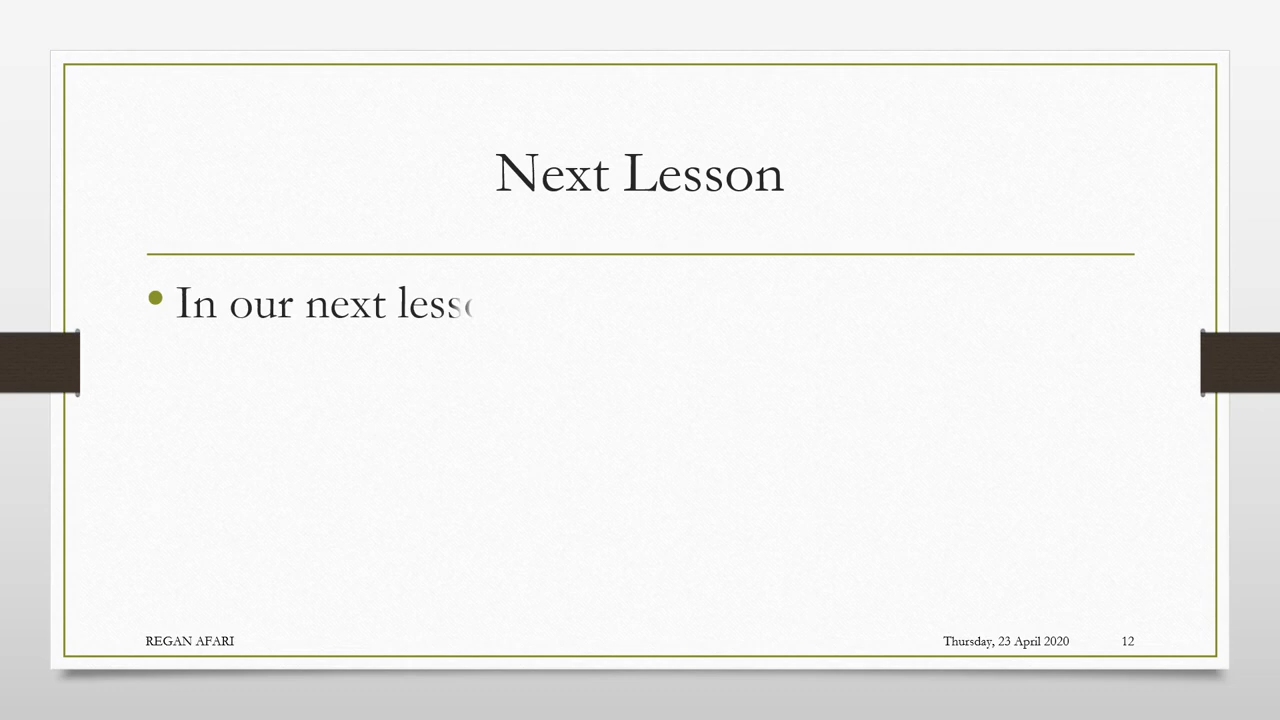 Next Lesson
• In our next
REGAN AFARI
Thursday, 23 April 2020
12